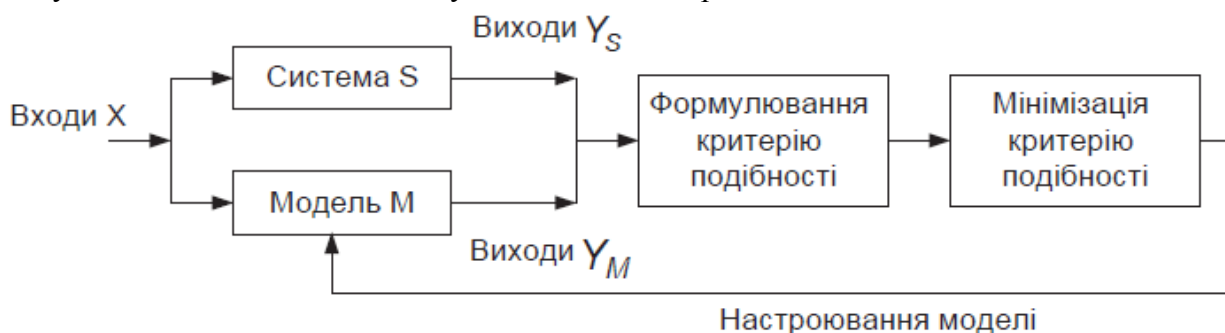 Виходи Y_S
Система S
Входи X
Формулювання
критерію
подібності
Мінімізація
критерію
подібності
Модель M
Виходи Y_M
Настроювання моделі